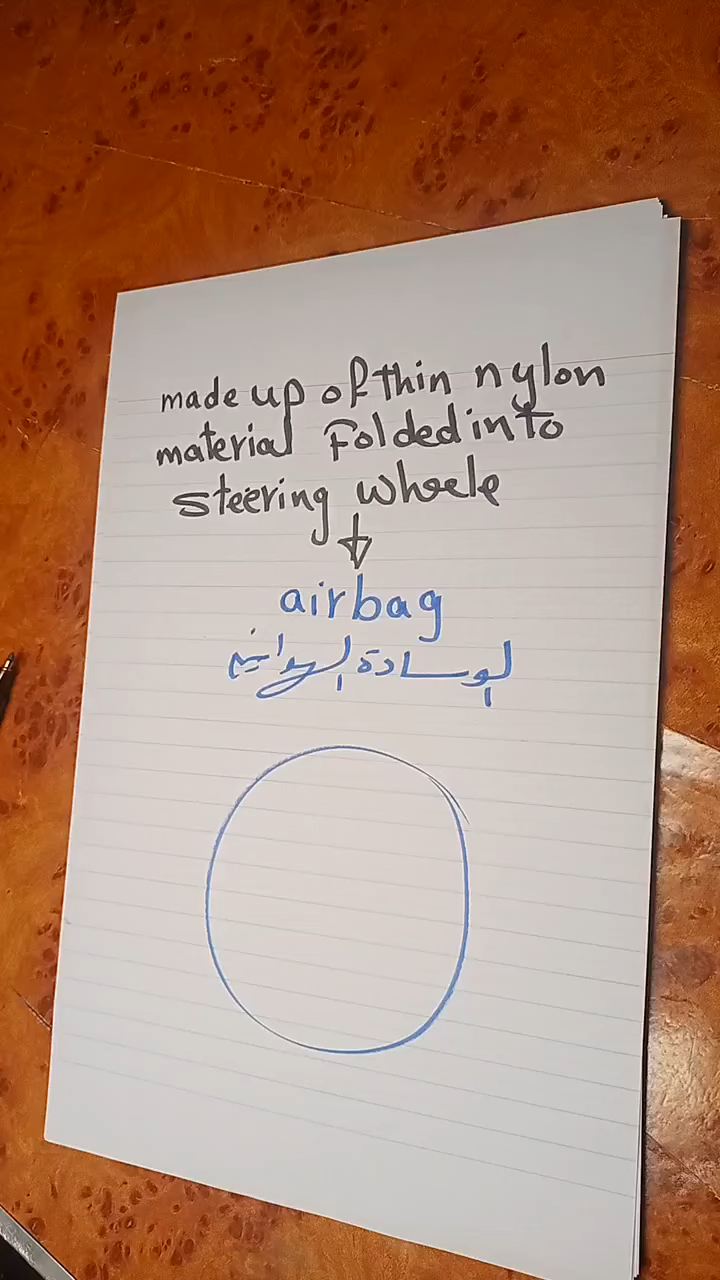 made up of thin nylon
material folded into
steering wheele
airbag
الوسادة الهوائية